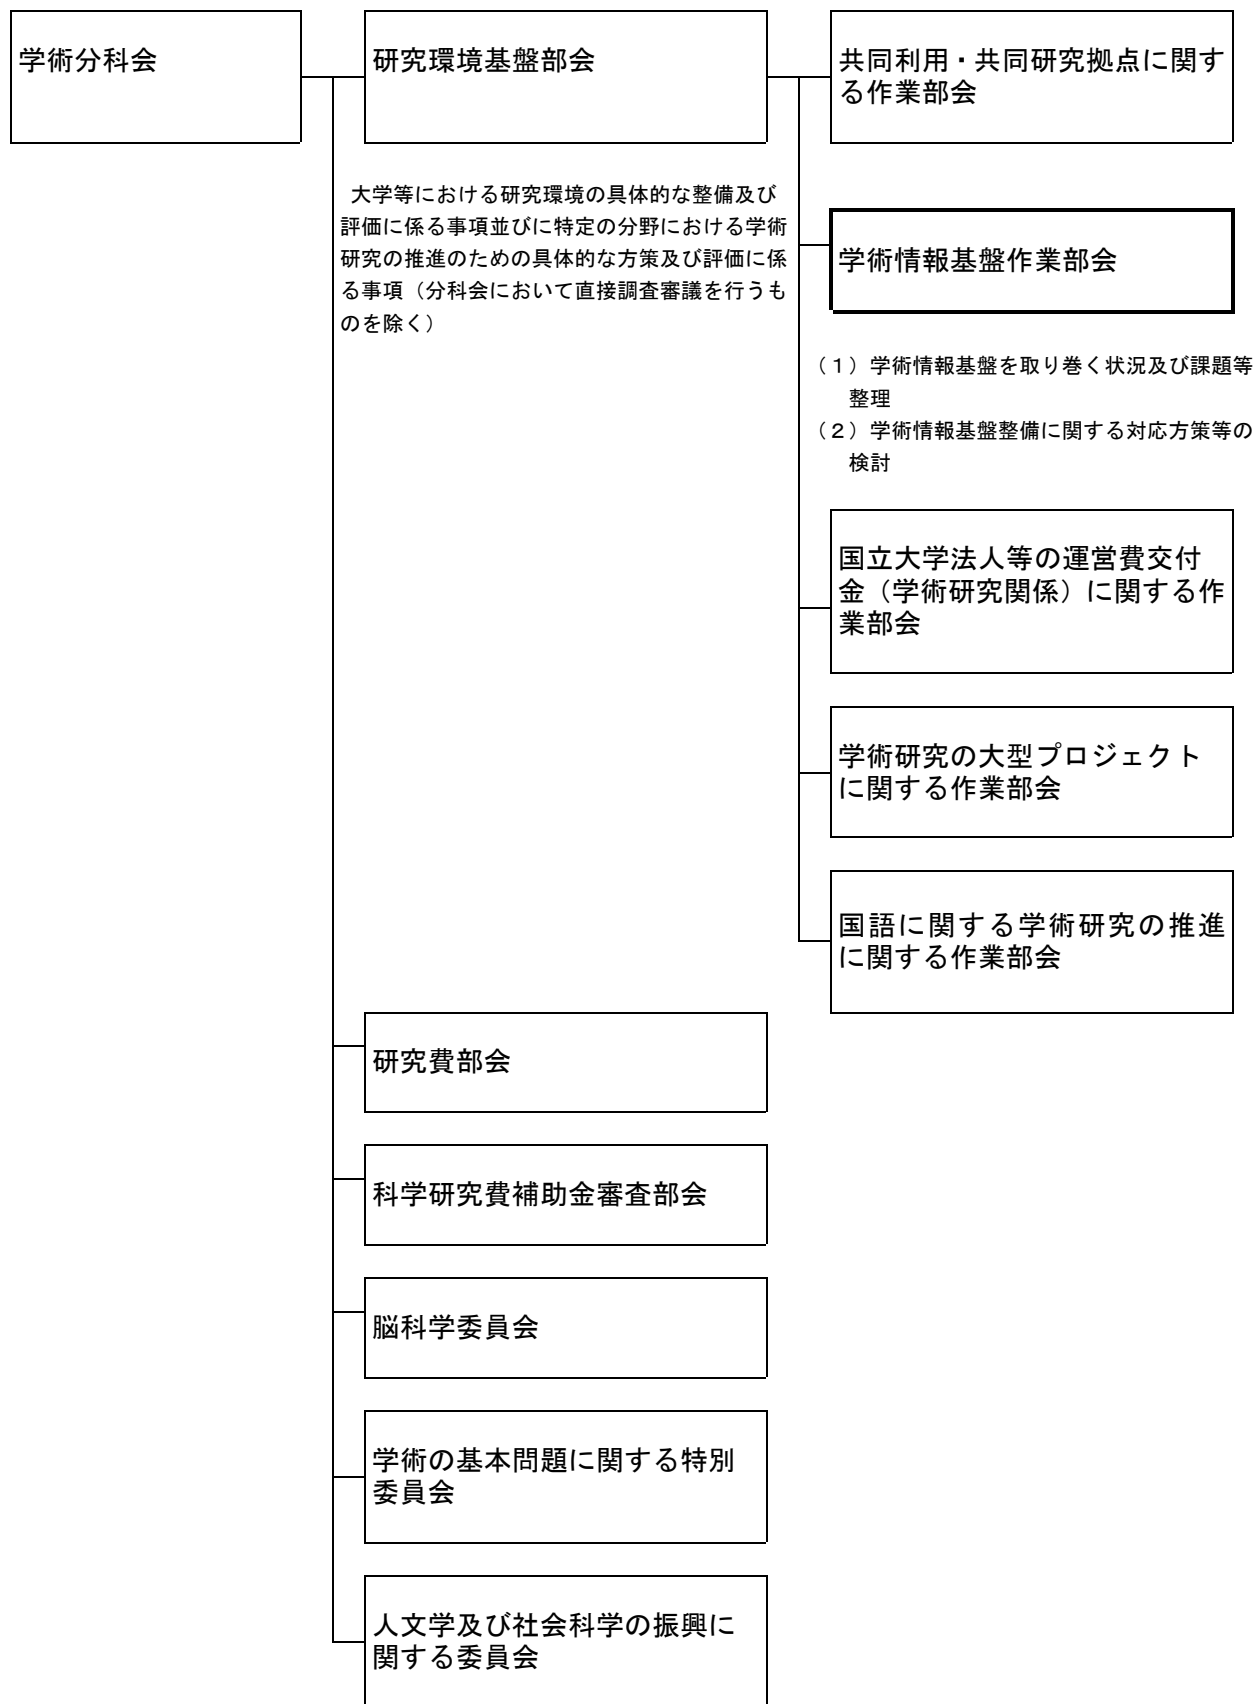 学術分科会
研究環境基盤部会
大学等における研究環境の具体的な整備及び
評価に係る事項並びに特定の分野における学術
研究の推進のための具体的な方策及び評価に係
る事項（分科会において直接調査審議を行うも
のを除く）
共同利用・共同研究拠点に関す
る作業部会
学術情報基盤作業部会
（１）学術情報基盤を取り巻く状況及び課題等
整理
（２）学術情報基盤整備に関する対応方策等の
検討
国立大学法人等の運営費交付
金（学術研究関係）に関する作
業部会
学術研究の大型プロジェクト
に関する作業部会
国語に関する学術研究の推進
に関する作業部会
研究費部会
科学研究費補助金審査部会
脳科学委員会
学術の基本問題に関する特別
委員会
人文学及び社会科学の振興に
関する委員会